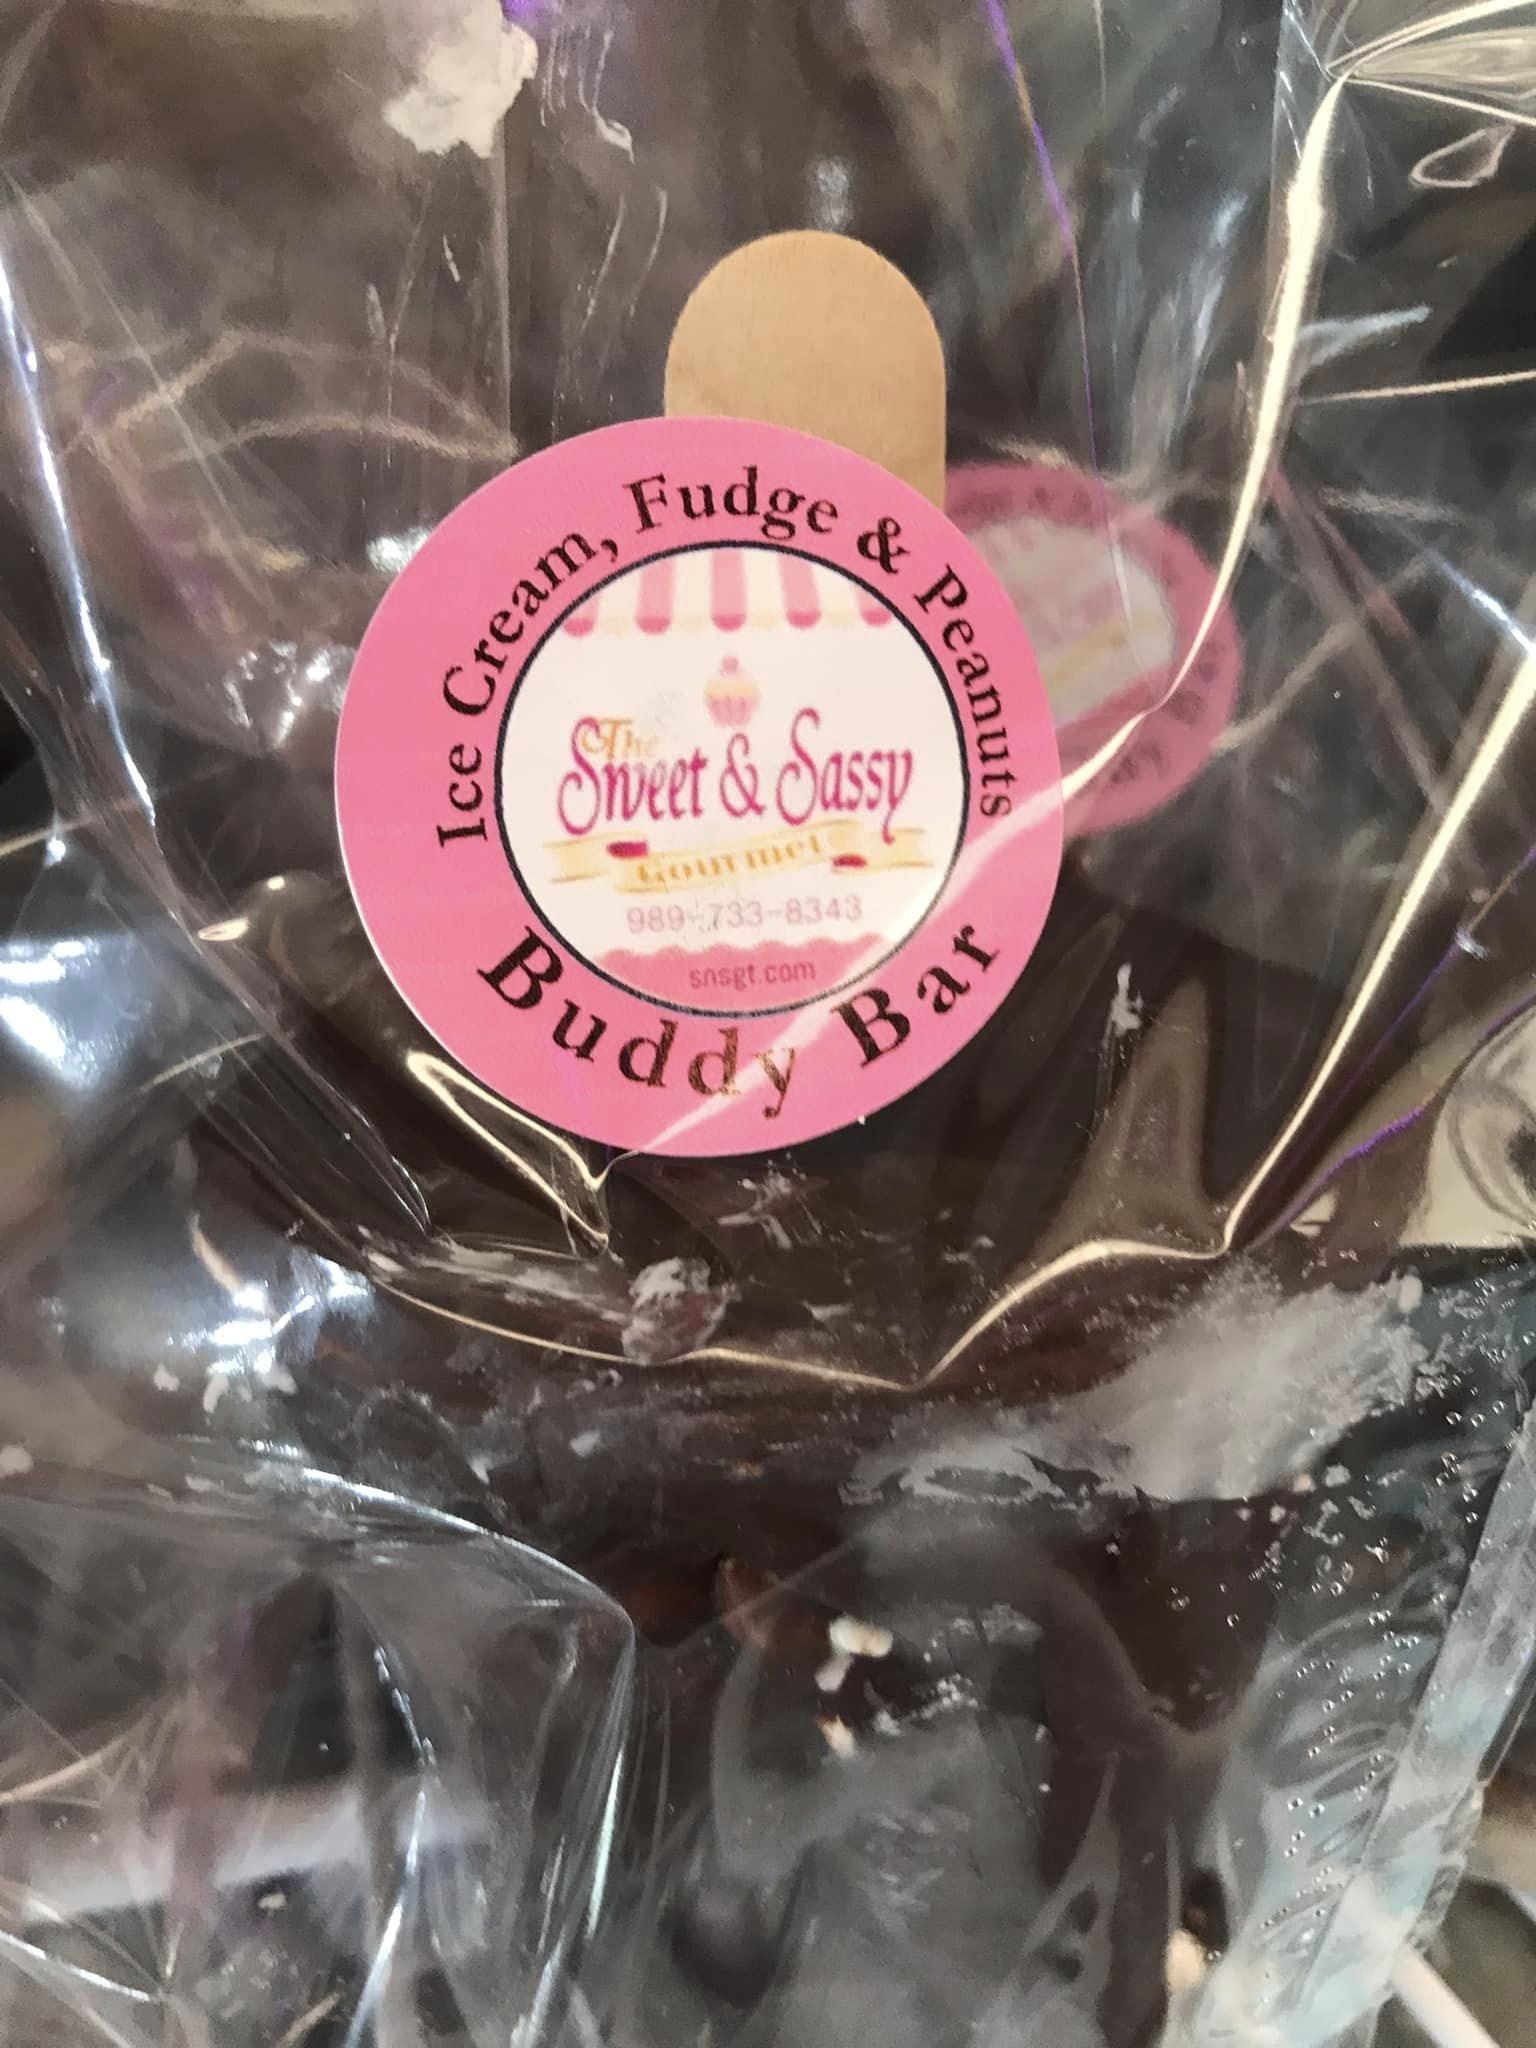 Ice Cream, Fudge & Peanuts
The
Sweet & Sassy
Gourmet
989-733-8343
snsgt.com
Buddy Bar